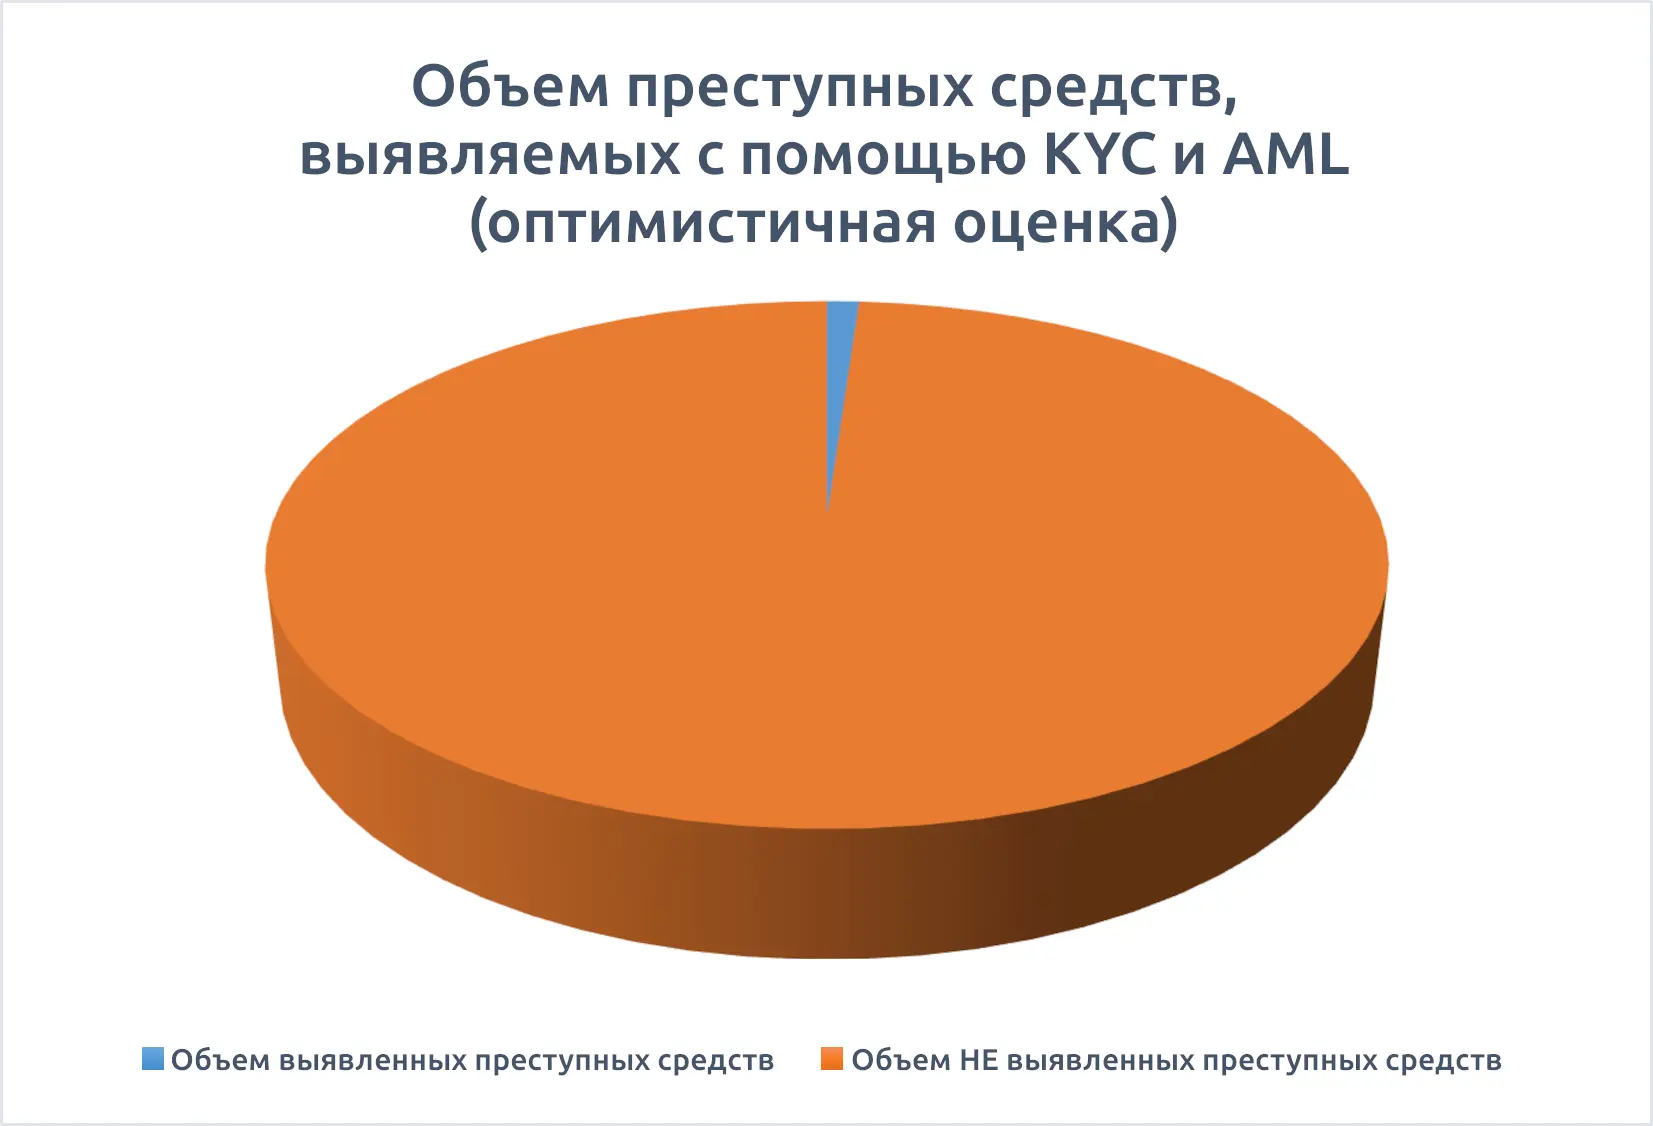 Объем преступных средств,
выявляемых с помощью KYC и AML
(оптимистичная оценка)
Объем выявленных преступных средств
Объем НЕ выявленных преступных средств